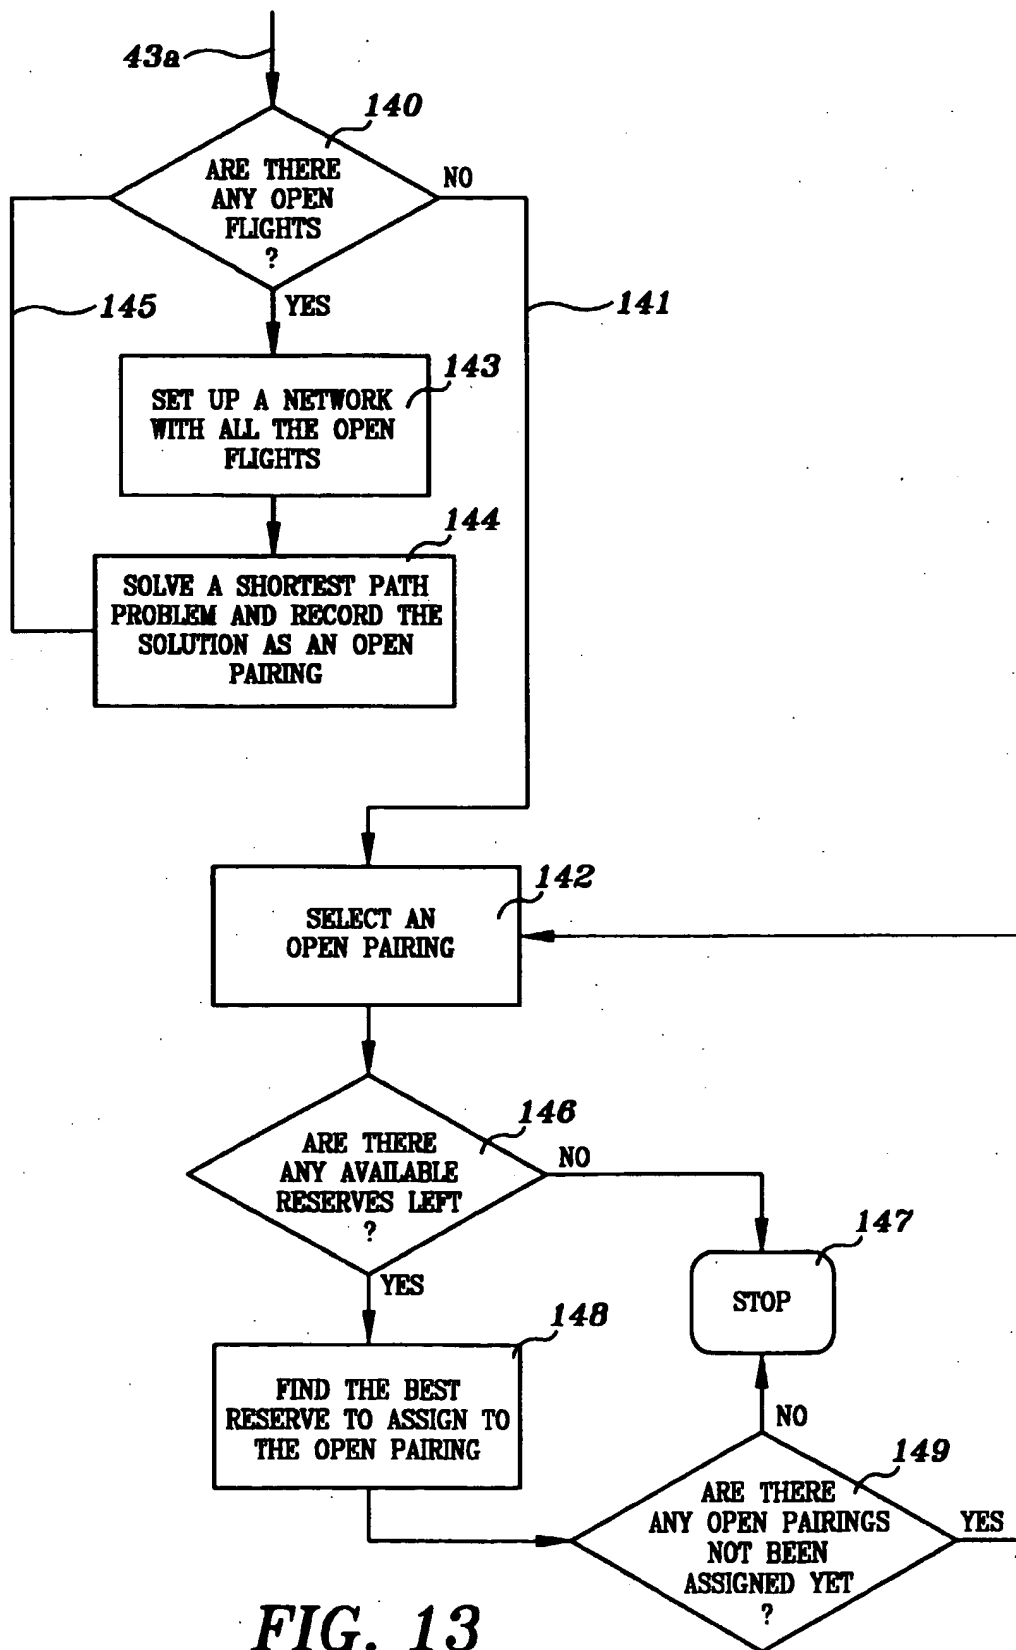 43a
140
ARE THERE
ANY OPEN
FLIGHTS
?
NO
YES
145
141
143
SET UP A NETWORK
WITH ALL THE OPEN
FLIGHTS
144
SOLVE A SHORTEST PATH
PROBLEM AND RECORD THE
SOLUTION AS AN OPEN
PAIRING
142
SELECT AN
OPEN PAIRING
146
ARE THERE
ANY AVAILABLE
RESERVES LEFT
?
NO
YES
147
STOP
148
FIND THE BEST
RESERVE TO ASSIGN TO
THE OPEN PAIRING
NO
149
ARE THERE
ANY OPEN PAIRINGS
NOT BEEN
ASSIGNED YET
?
YES
FIG. 13